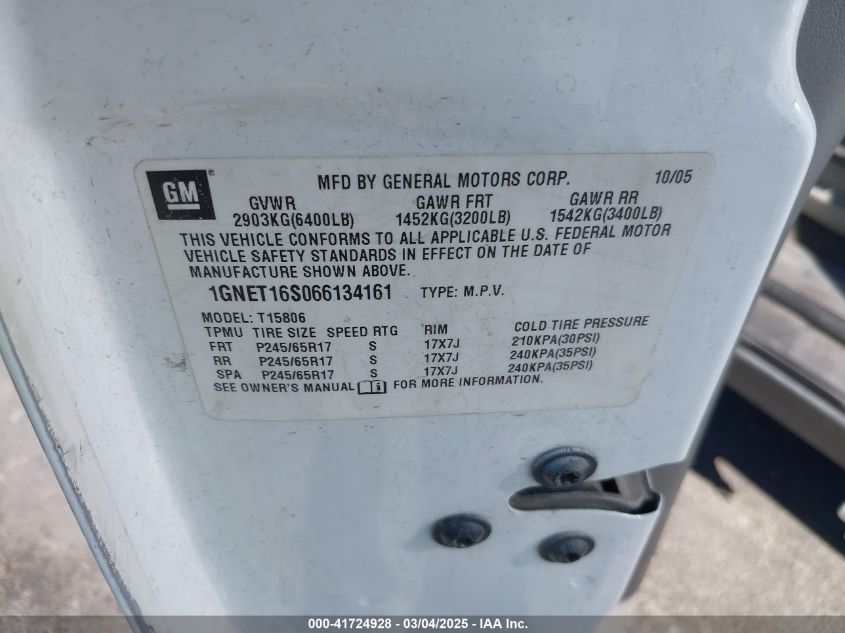 GM
MFD BY GENERAL MOTORS CORP. 10/05
GVWR GAWR FRT GAWR RR
2903KG(6400LB) 1452KG(3200LB) 1542KG(3400LB)
THIS VEHICLE CONFORMS TO ALL APPLICABLE U.S. FEDERAL MOTOR
VEHICLE SAFETY STANDARDS IN EFFECT ON THE DATE OF
MANUFACTURE SHOWN ABOVE.
1GNET16S066134161 TYPE: M.P.V.
MODEL: T15806
TPMU TIRE SIZE SPEED RTG RIM COLD TIRE PRESSURE
FRT P245/65R17 S 17X7J 210KPA(30PSI)
RR P245/65R17 S 17X7J 240KPA(35PSI)
SPA P245/65R17 S 17X7J 240KPA(35PSI)
SEE OWNER'S MANUAL FOR MORE INFORMATION.
000-41724928 - 03/04/2025 - IAA Inc.